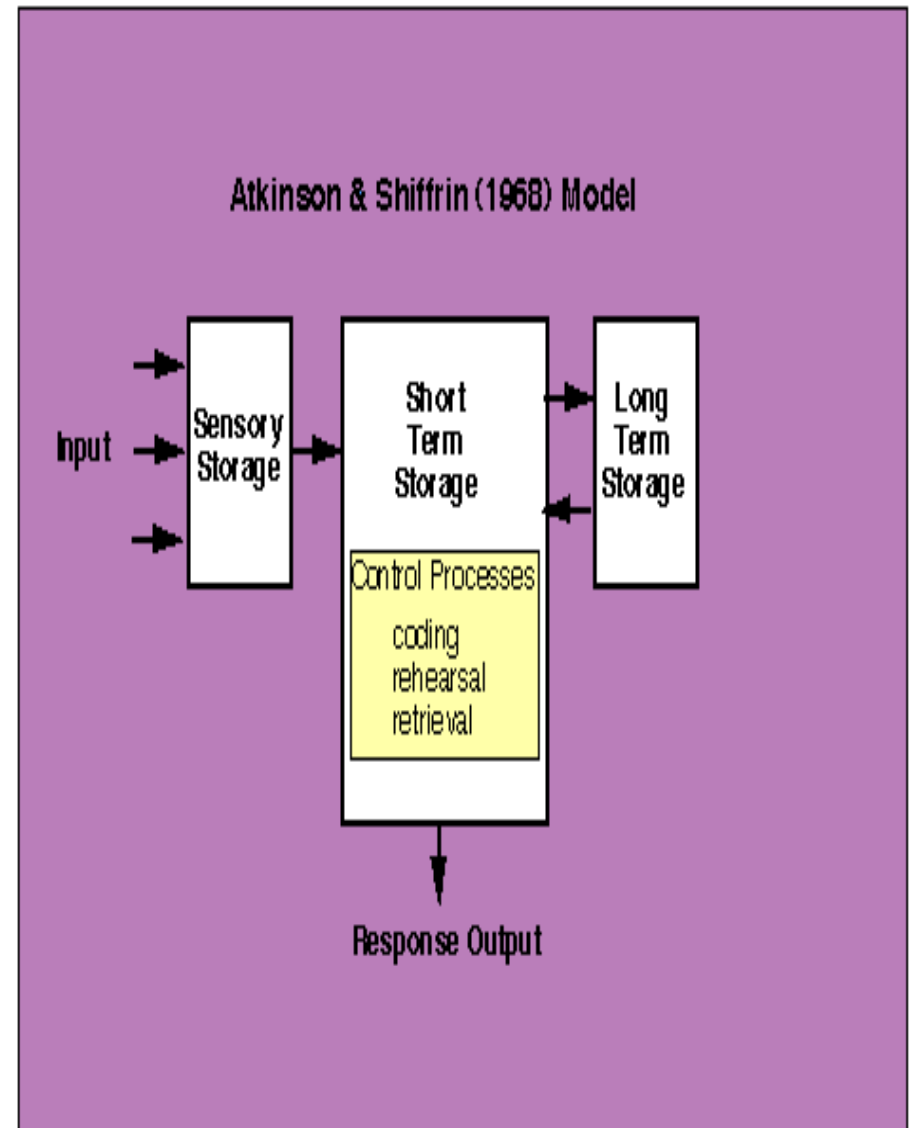 Atkinson & Shiffrin (1968) Model
Input
Sensory
Storage
Short
Term
Storage
Control Processes
coding
rehearsal
retrieval
Long
Term
Storage
Response Output